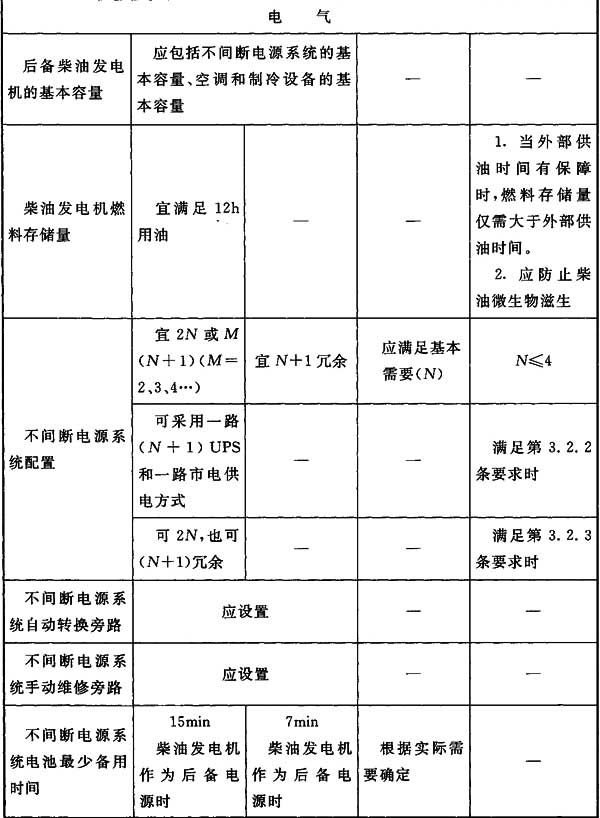 电 气
后备柴油发电
机的基本容量
应包括不间断电源系统的基
本容量、空调和制冷设备的基
本容量
—
—
柴油发电机燃
料存储量
宜满足 12h
用油
—
—
1. 当外部供
油时间有保障
时,燃料存储量
仅需大于外部供
油时间。
2. 应防止柴
油微生物滋生
不间断电源系
统配置
宜 2N 或 M
(N+1)(M=
2、3、4…)
宜 N+1 冗余
应满足基本
需要(N)
N≤4
可采用一路
(N + 1) UPS
和一路市电供
电方式
—
—
满足第 3.2.2
条要求时
可 2N,也可
(N+1)冗余
—
—
满足第 3.2.3
条要求时
不间断电源系
统自动转换旁路
应设置
—
—
不间断电源系
统手动维修旁路
应设置
—
—
不间断电源系
统电池最少备用
时间
15min
柴油发电机
作为后备电
源时
7min
柴油发电机
作为后备电
源时
根据实际需
要确定
—